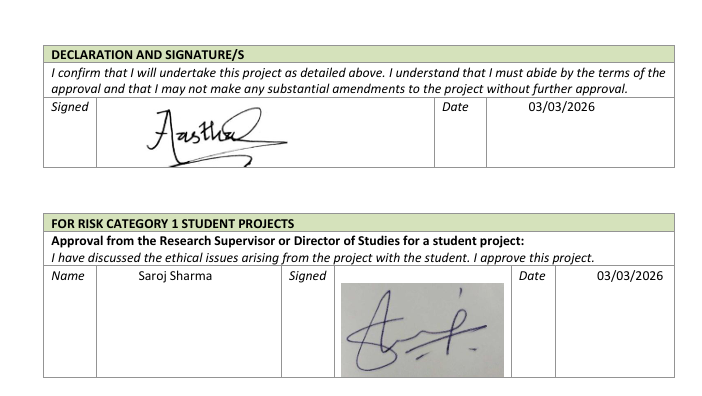 DECLARATION AND SIGNATURE/S
I confirm that I will undertake this project as detailed above. I understand that I must abide by the terms of the
approval and that I may not make any substantial amendments to the project without further approval.
Signed Aastha Date 03/03/2026
FOR RISK CATEGORY 1 STUDENT PROJECTS
Approval from the Research Supervisor or Director of Studies for a student project:
I have discussed the ethical issues arising from the project with the student. I approve this project.
Name Saroj Sharma Signed Date 03/03/2026